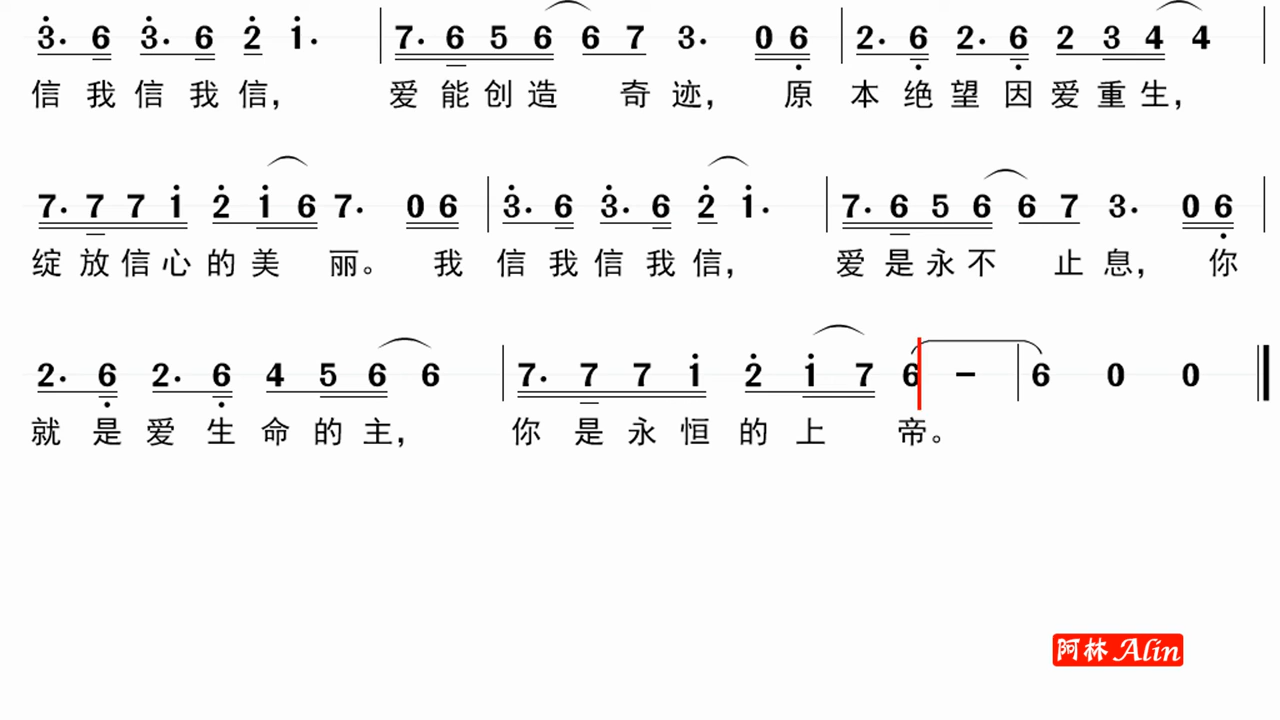 3· 6 3· 6 2 1· | 7· 6 5 6 6 7 3· 0 6 | 2· 6 2· 6 2 3 4 4 |
信我信我信，爱能创造奇迹，原本绝望因爱重生，
7· 7 7 1 2 1 6 7· 0 6 | 3· 6 3· 6 2 1· | 7· 6 5 6 6 7 3· 0 6 |
绽放信心的美丽。我信我信我信，爱是永不止息，你
2· 6 2· 6 4 5 6 6 | 7· 7 7 1 2 1 7 6 – | 6 0 0 ‖
就是爱生命的主，你是永恒的上帝。
阿林 Alin